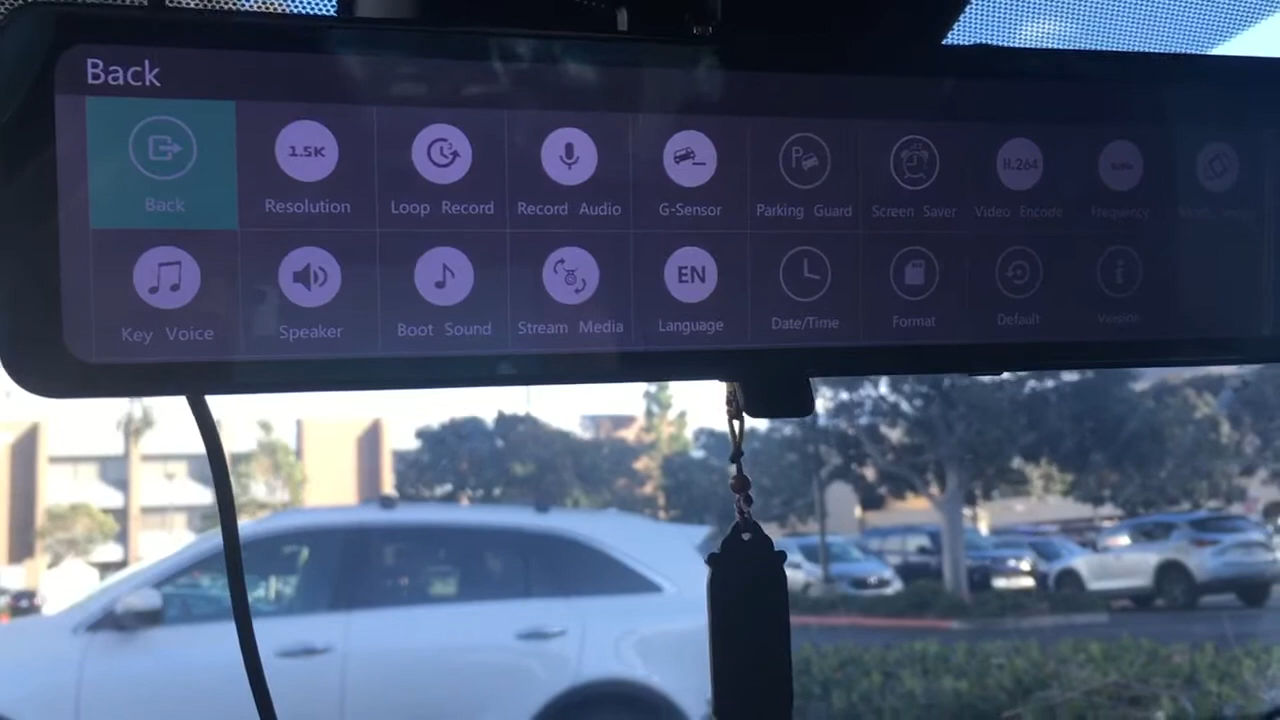 Back
1.5K
H.264
Back Resolution Loop Record Record Audio G-Sensor Parking Guard Screen Saver Video Encode Frequency
EN
Key Voice Speaker Boot Sound Stream Media Language Date/Time Format Default Version